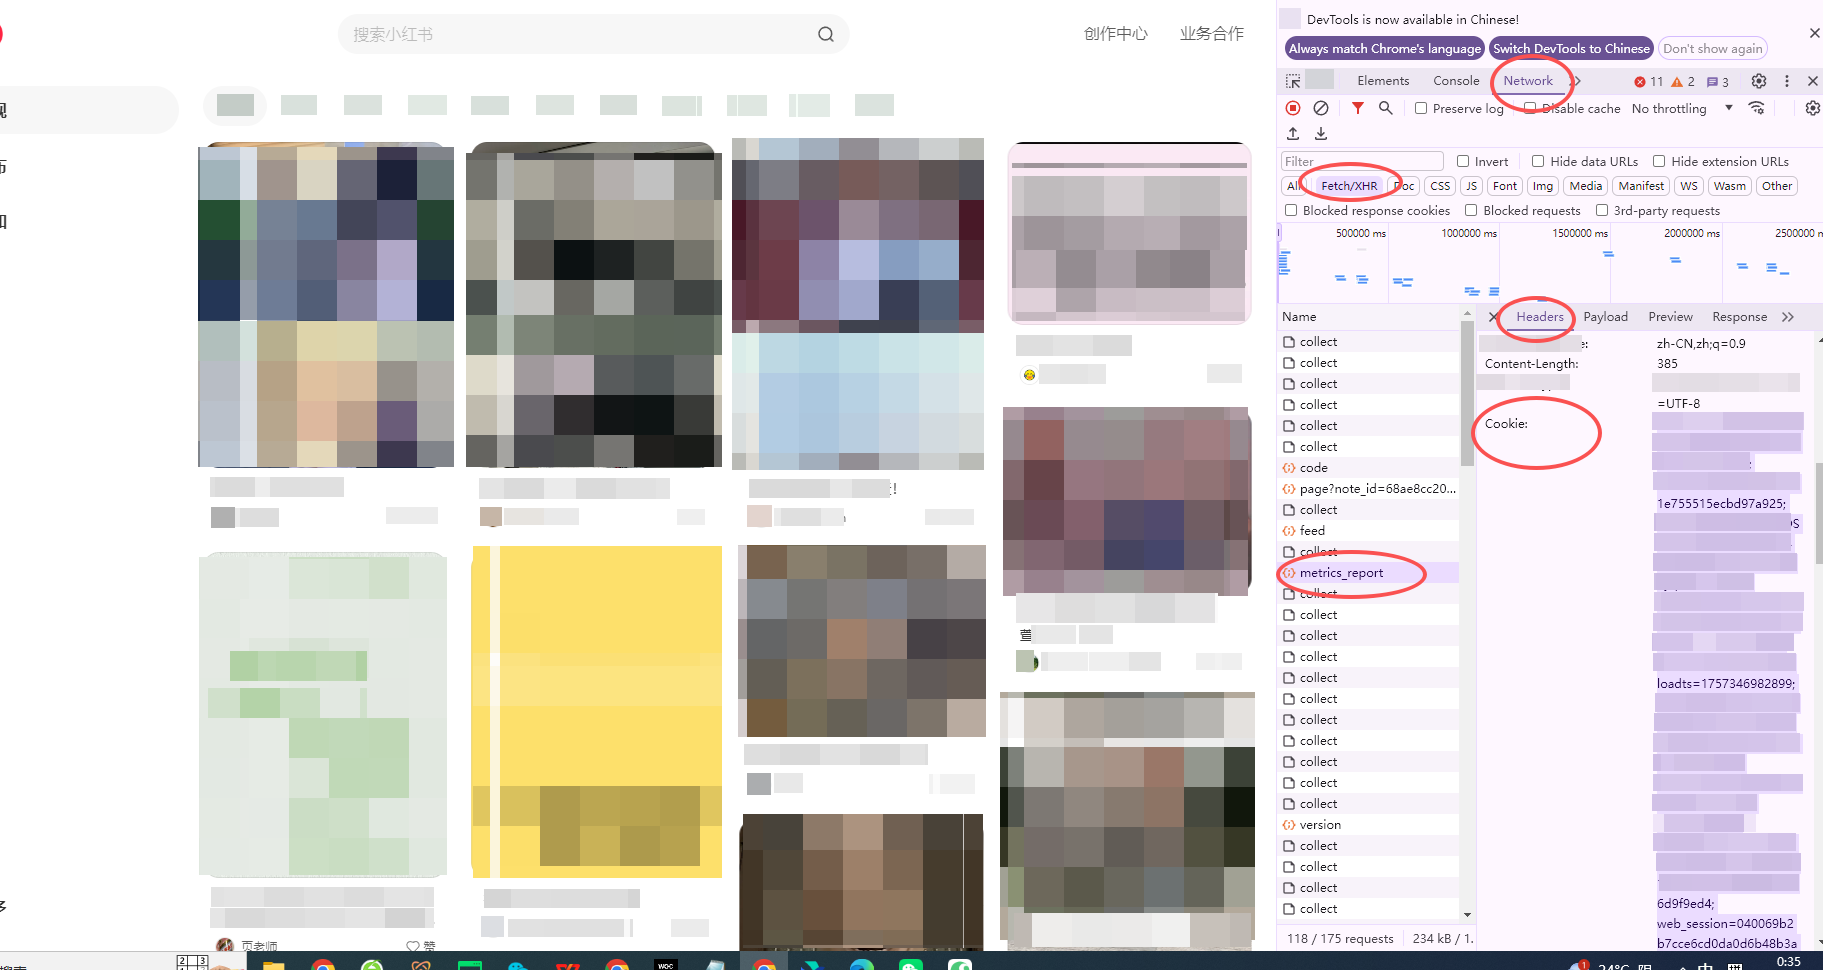 搜索小红书
创作中心
业务合作
DevTools is now available in Chinese!
Always match Chrome's language
Switch DevTools to Chinese
Don't show again
Elements
Console
Network
11
2
3
Preserve log
Disable cache
No throttling
Filter
Invert
Hide data URLs
Hide extension URLs
All
Fetch/XHR
Doc
CSS
JS
Font
Img
Media
Manifest
WS
Wasm
Other
Blocked response cookies
Blocked requests
3rd-party requests
500000 ms
1000000 ms
1500000 ms
2000000 ms
2500000 m
Name
Headers
Payload
Preview
Response
collect
collect
collect
collect
collect
collect
code
page?note_id=68ae8cc20...
collect
feed
collect
metrics_report
collect
collect
collect
collect
collect
collect
collect
collect
collect
collect
collect
version
collect
collect
collect
collect
zh-CN,zh;q=0.9
Content-Length:
385
=UTF-8
Cookie:
1e755515ecbd97a925;
loadts=1757346982899;
6d9f9ed4;
web_session=040069b2
b7cce6cd0da0d6b48b3a
118 / 175 requests
234 kB / 1.
页老师
赞
24°C
中
0:35